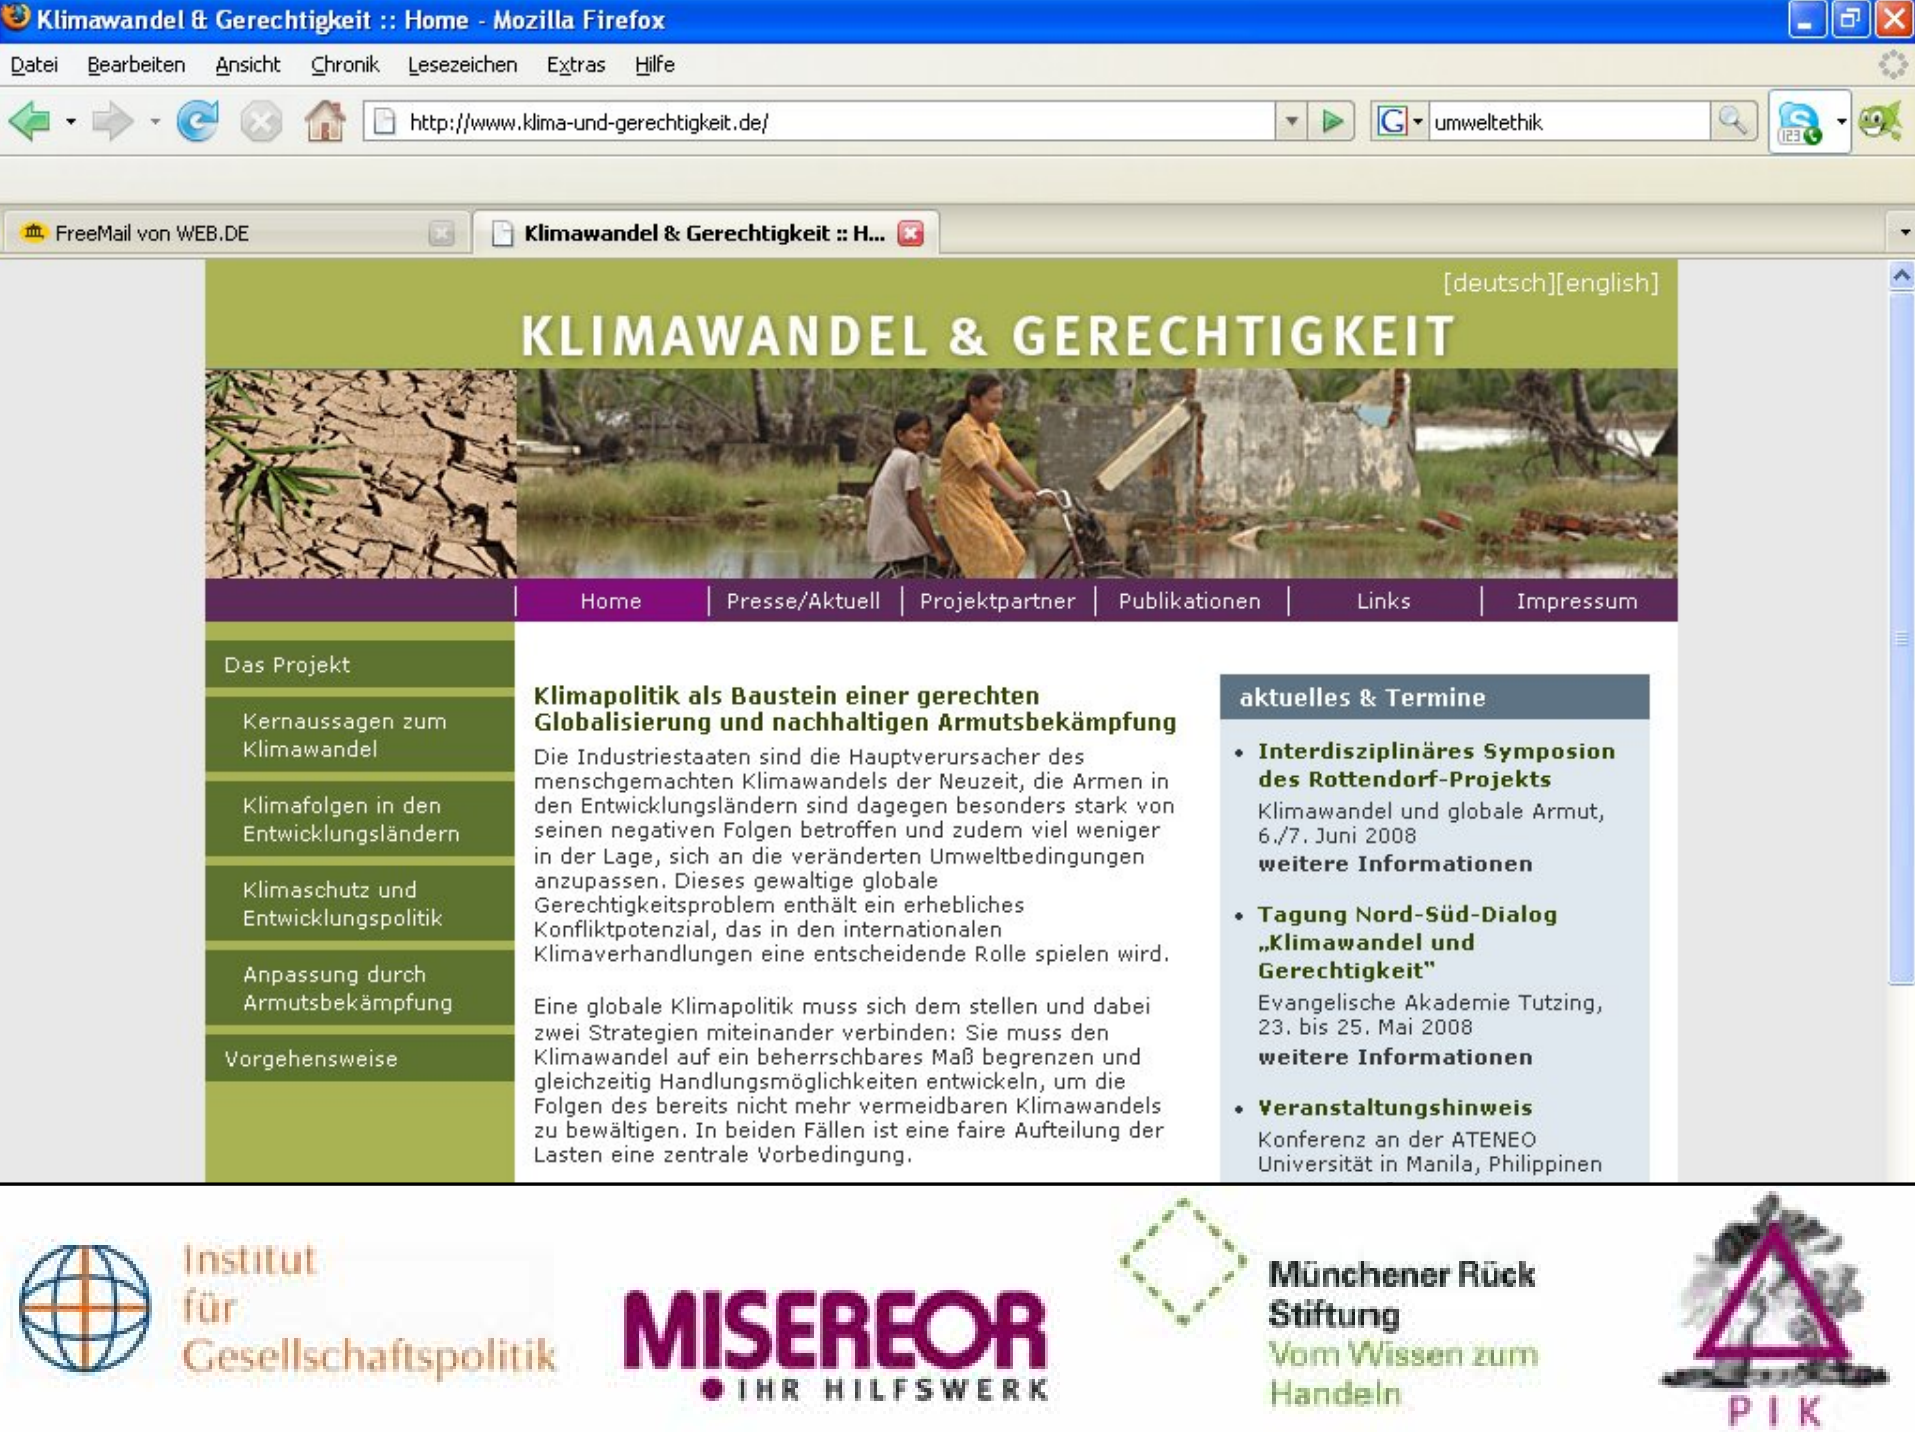 Klimawandel & Gerechtigkeit :: Home - Mozilla Firefox
Datei Bearbeiten Ansicht Chronik Lesezeichen Extras Hilfe
http://www.klima-und-gerechtigkeit.de/
G
umweltethik
123
FreeMail von WEB.DE
Klimawandel & Gerechtigkeit :: H...
[deutsch][english]
KLIMAWANDEL & GERECHTIGKEIT
Home
Presse/Aktuell
Projektpartner
Publikationen
Links
Impressum
Das Projekt
Kernaussagen zum
Klimawandel
Klimafolgen in den
Entwicklungsländern
Klimaschutz und
Entwicklungspolitik
Anpassung durch
Armutsbekämpfung
Vorgehensweise
Klimapolitik als Baustein einer gerechten
Globalisierung und nachhaltigen Armutsbekämpfung
Die Industriestaaten sind die Hauptverursacher des
menschgemachten Klimawandels der Neuzeit, die Armen in
den Entwicklungsländern sind dagegen besonders stark von
seinen negativen Folgen betroffen und zudem viel weniger
in der Lage, sich an die veränderten Umweltbedingungen
anzupassen. Dieses gewaltige globale
Gerechtigkeitsproblem enthält ein erhebliches
Konfliktpotenzial, das in den internationalen
Klimaverhandlungen eine entscheidende Rolle spielen wird.
Eine globale Klimapolitik muss sich dem stellen und dabei
zwei Strategien miteinander verbinden: Sie muss den
Klimawandel auf ein beherrschbares Maß begrenzen und
gleichzeitig Handlungsmöglichkeiten entwickeln, um die
Folgen des bereits nicht mehr vermeidbaren Klimawandels
zu bewältigen. In beiden Fällen ist eine faire Aufteilung der
Lasten eine zentrale Vorbedingung.
aktuelles & Termine
• Interdisziplinäres Symposion
des Rottendorf-Projekts
Klimawandel und globale Armut,
6./7. Juni 2008
weitere Informationen
• Tagung Nord-Süd-Dialog
„Klimawandel und
Gerechtigkeit"
Evangelische Akademie Tutzing,
23. bis 25. Mai 2008
weitere Informationen
• Veranstaltungshinweis
Konferenz an der ATENEO
Universität in Manila, Philippinen
Institut
für
Gesellschaftspolitik
MISEREOR
IHR HILFSWERK
Münchener Rück
Stiftung
Vom Wissen zum
Handeln
PIK